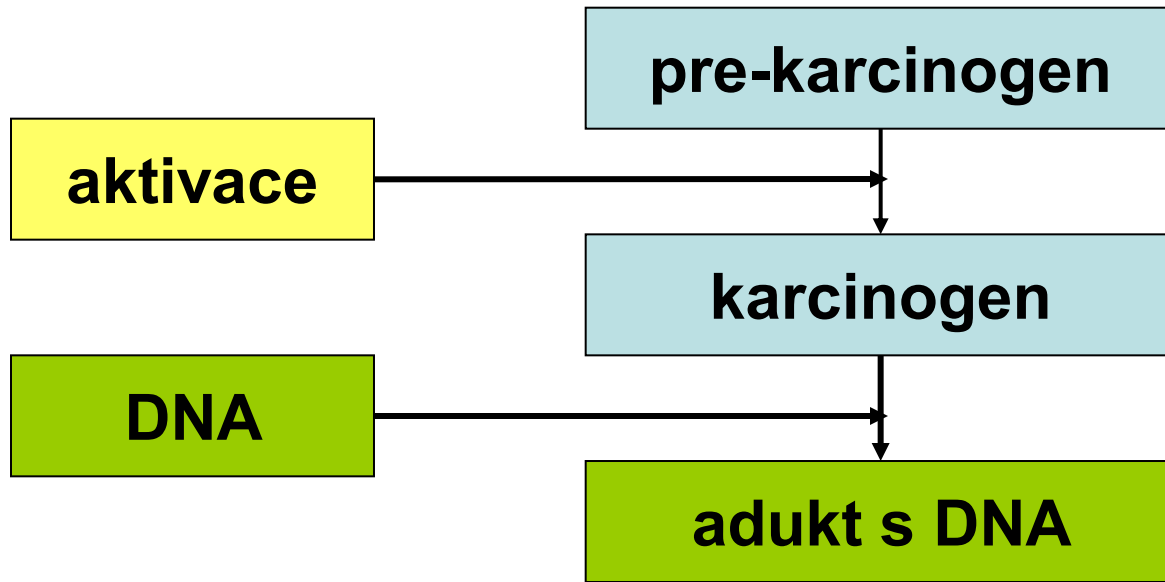 pre-karcinogen
aktivace
karcinogen
DNA
adukt s DNA